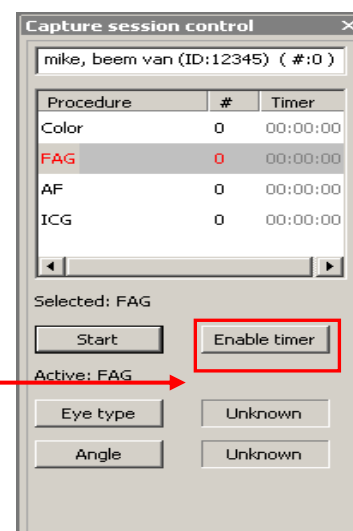 Capture session control ×
mike, beem van (ID:12345) ( #:0 )
Procedure # Timer
Color 0 00:00:00
FAG 0 00:00:00
AF 0 00:00:00
ICG 0 00:00:00
Selected: FAG
Start Enable timer
Active: FAG
Eye type Unknown
Angle Unknown